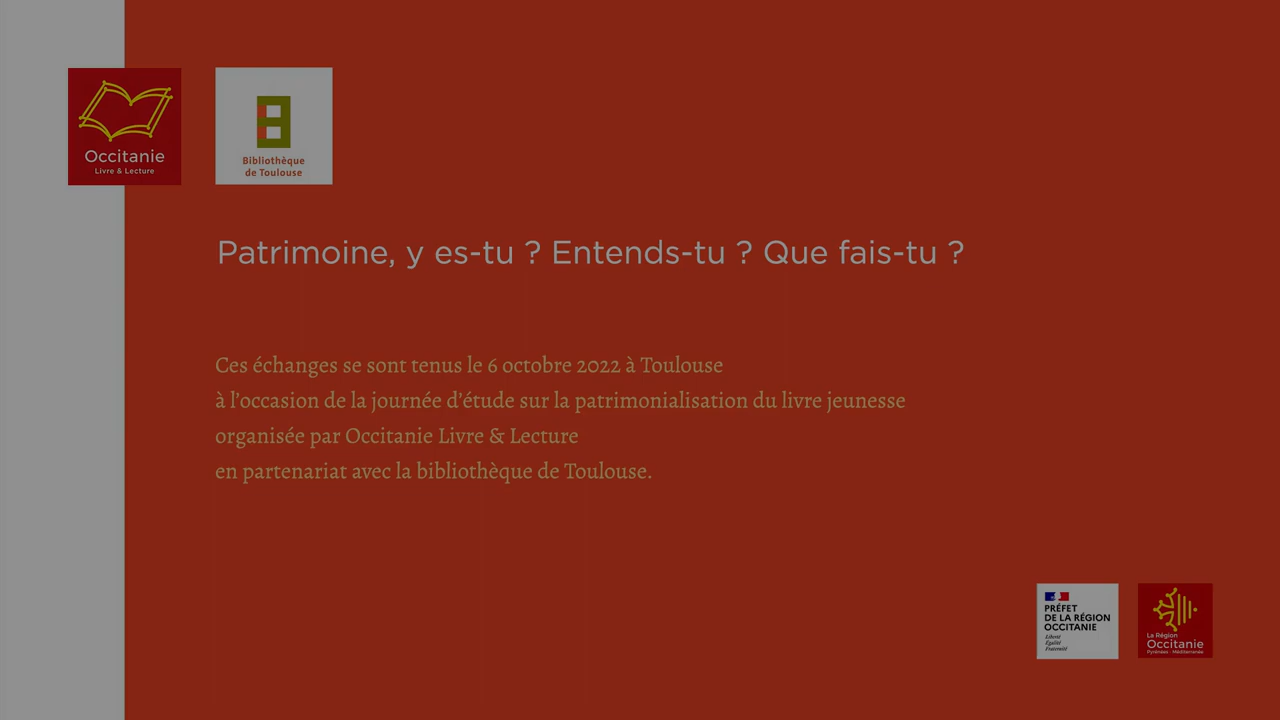 Occitanie
Livre & Lecture
Bibliothèque
de Toulouse
Patrimoine, y es-tu ? Entends-tu ? Que fais-tu ?
Ces échanges se sont tenus le 6 octobre 2022 à Toulouse
à l’occasion de la journée d’étude sur la patrimonialisation du livre jeunesse
organisée par Occitanie Livre & Lecture
en partenariat avec la bibliothèque de Toulouse.
PRÉFET
DE LA RÉGION
OCCITANIE
Liberté
Égalité
Fraternité
La Région
Occitanie
Pyrénées - Méditerranée